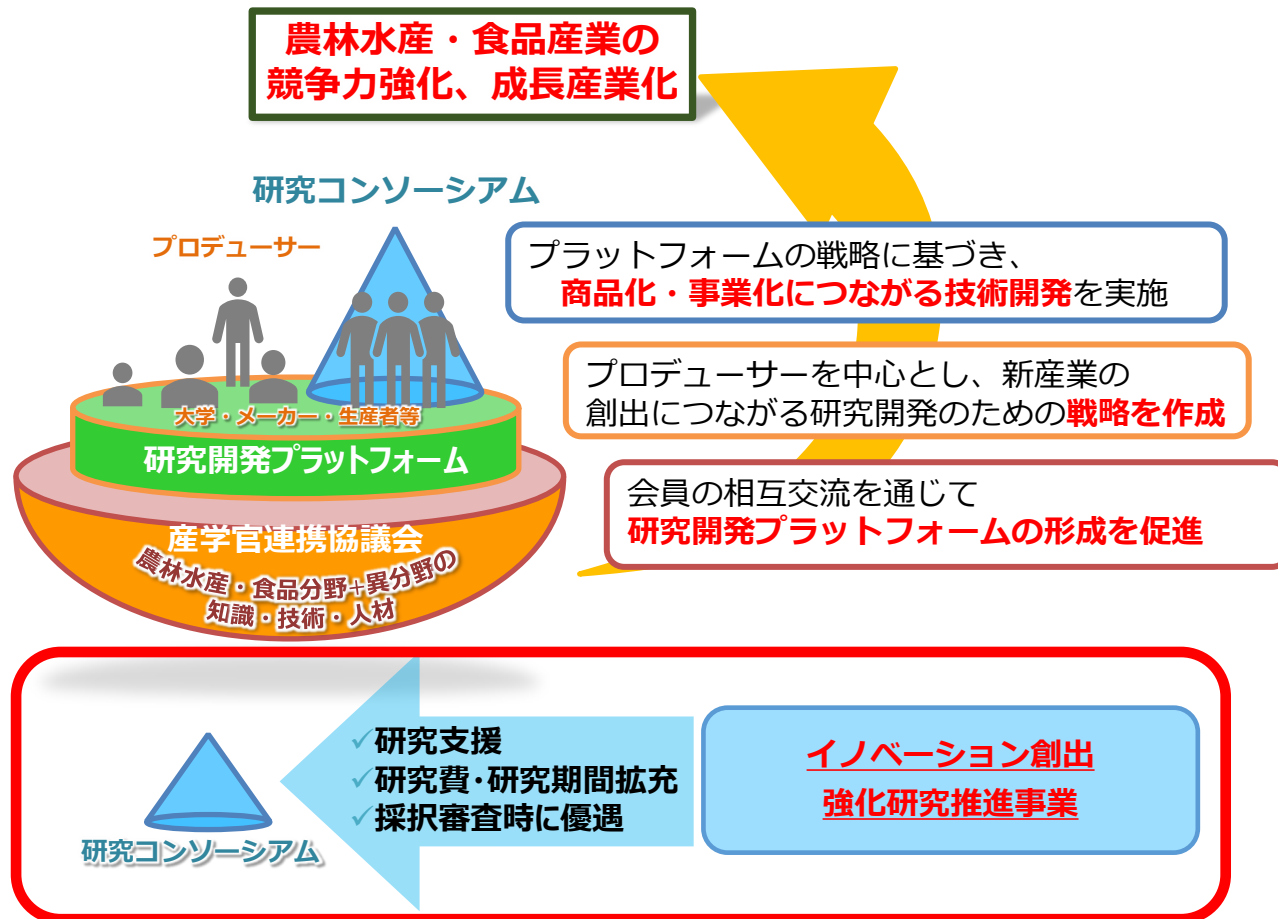 農林水産・食品産業の
競争力強化、成長産業化
研究コンソーシアム
プロデューサー
プラットフォームの戦略に基づき、
商品化・事業化につながる技術開発を実施
プロデューサーを中心とし、新産業の
創出につながる研究開発のための戦略を作成
大学・メーカー・生産者等
研究開発プラットフォーム
会員の相互交流を通じて
研究開発プラットフォームの形成を促進
産学官連携協議会
農林水産・食品分野+異分野の
知識・技術・人材
✓研究支援
✓研究費・研究期間拡充
✓採択審査時に優遇
イノベーション創出
強化研究推進事業
研究コンソーシアム